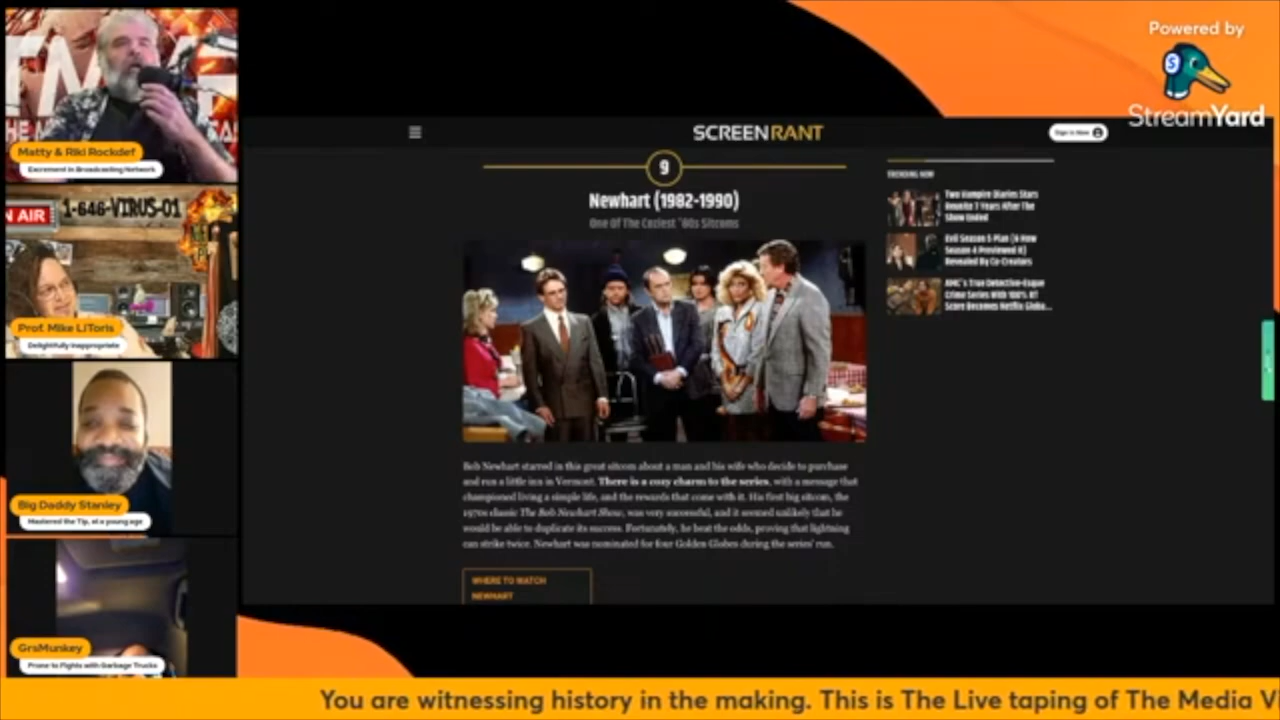 Powered by
StreamYard
Matty & Riki Rockdef
Excrement in Broadcasting Network
N AIR
1-646-VIRUS-01
Prof. Mike LiToris
Delightfully Inappropriate
Big Daddy Stanley
Mastered the Tip, at a young age
GrsMunkey
Prone to Fights with Garbage Trucks
SCREENRANT
Sign In Now
9
Newhart (1982-1990)
One Of The Coziest '80s Sitcoms
Bob Newhart starred in this great sitcom about a man and his wife who decide to purchase
and run a little inn in Vermont. There is a cozy charm to the series, with a message that
championed living a simple life, and the rewards that come with it. His first big sitcom, the
1970s classic The Bob Newhart Show, was very successful, and it seemed unlikely that he
would be able to duplicate its success. Fortunately, he beat the odds, proving that lightning
can strike twice. Newhart was nominated for four Golden Globes during the series' run.
WHERE TO WATCH
NEWHART
TRENDING NOW
Two Vampire Diaries Stars
Reunite 7 Years After The
Show Ended
Evil Season 5 Plan (& How
Season 4 Previewed It)
Revealed By Co-Creators
AMC's True Detective-Esque
Crime Series With 100% RT
Score Becomes Netflix Globa...
You are witnessing history in the making. This is The Live taping of The Media V